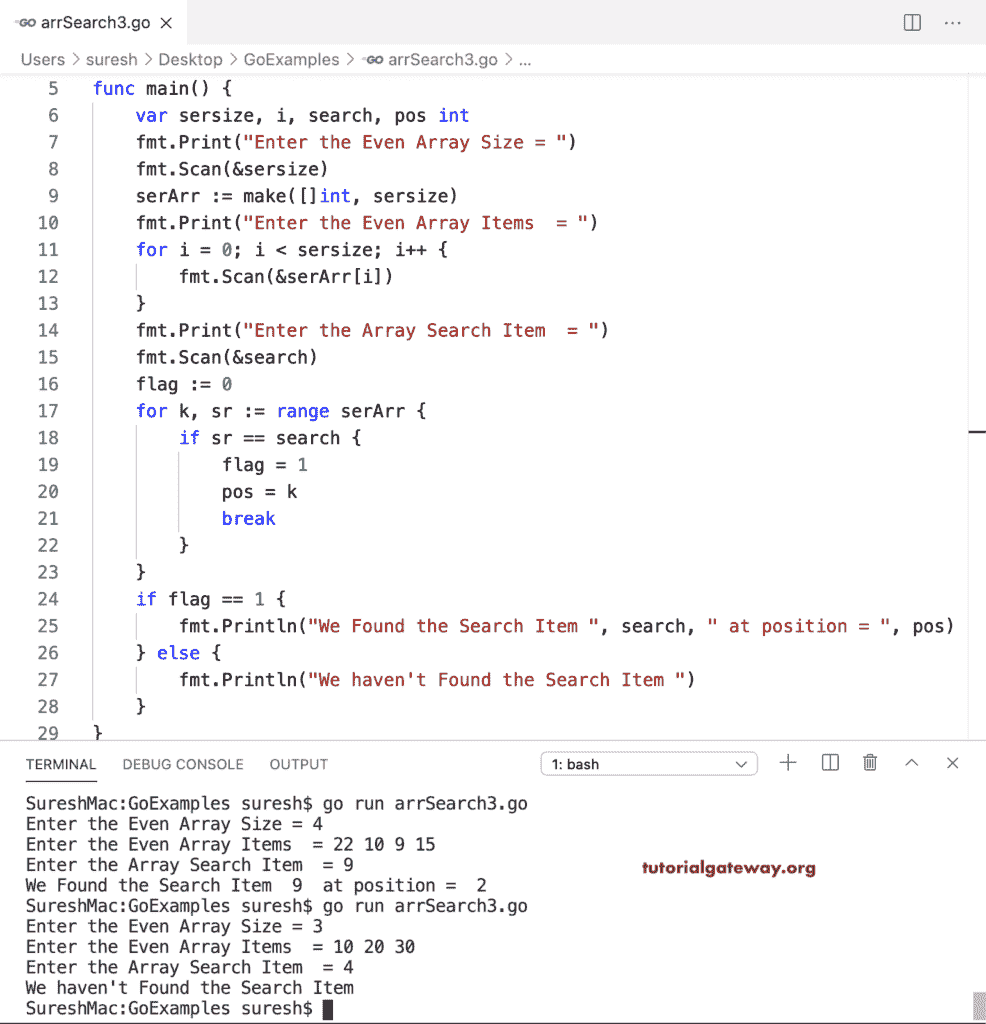 GO arrSearch3.go
Users > suresh > Desktop > GoExamples > GO arrSearch3.go > ...
5 func main() {
6     var sersize, i, search, pos int
7     fmt.Print("Enter the Even Array Size = ")
8     fmt.Scan(&sersize)
9     serArr := make([]int, sersize)
10     fmt.Print("Enter the Even Array Items  = ")
11     for i = 0; i < sersize; i++ {
12         fmt.Scan(&serArr[i])
13     }
14     fmt.Print("Enter the Array Search Item  = ")
15     fmt.Scan(&search)
16     flag := 0
17     for k, sr := range serArr {
18         if sr == search {
19             flag = 1
20             pos = k
21             break
22         }
23     }
24     if flag == 1 {
25         fmt.Println("We Found the Search Item ", search, " at position = ", pos)
26     } else {
27         fmt.Println("We haven't Found the Search Item ")
28     }
29 }
TERMINAL DEBUG CONSOLE OUTPUT 1: bash
SureshMac:GoExamples suresh$ go run arrSearch3.go
Enter the Even Array Size = 4
Enter the Even Array Items  = 22 10 9 15
Enter the Array Search Item  = 9
We Found the Search Item  9  at position =  2
SureshMac:GoExamples suresh$ go run arrSearch3.go
Enter the Even Array Size = 3
Enter the Even Array Items  = 10 20 30
Enter the Array Search Item  = 4
We haven't Found the Search Item
SureshMac:GoExamples suresh$
tutorialgateway.org